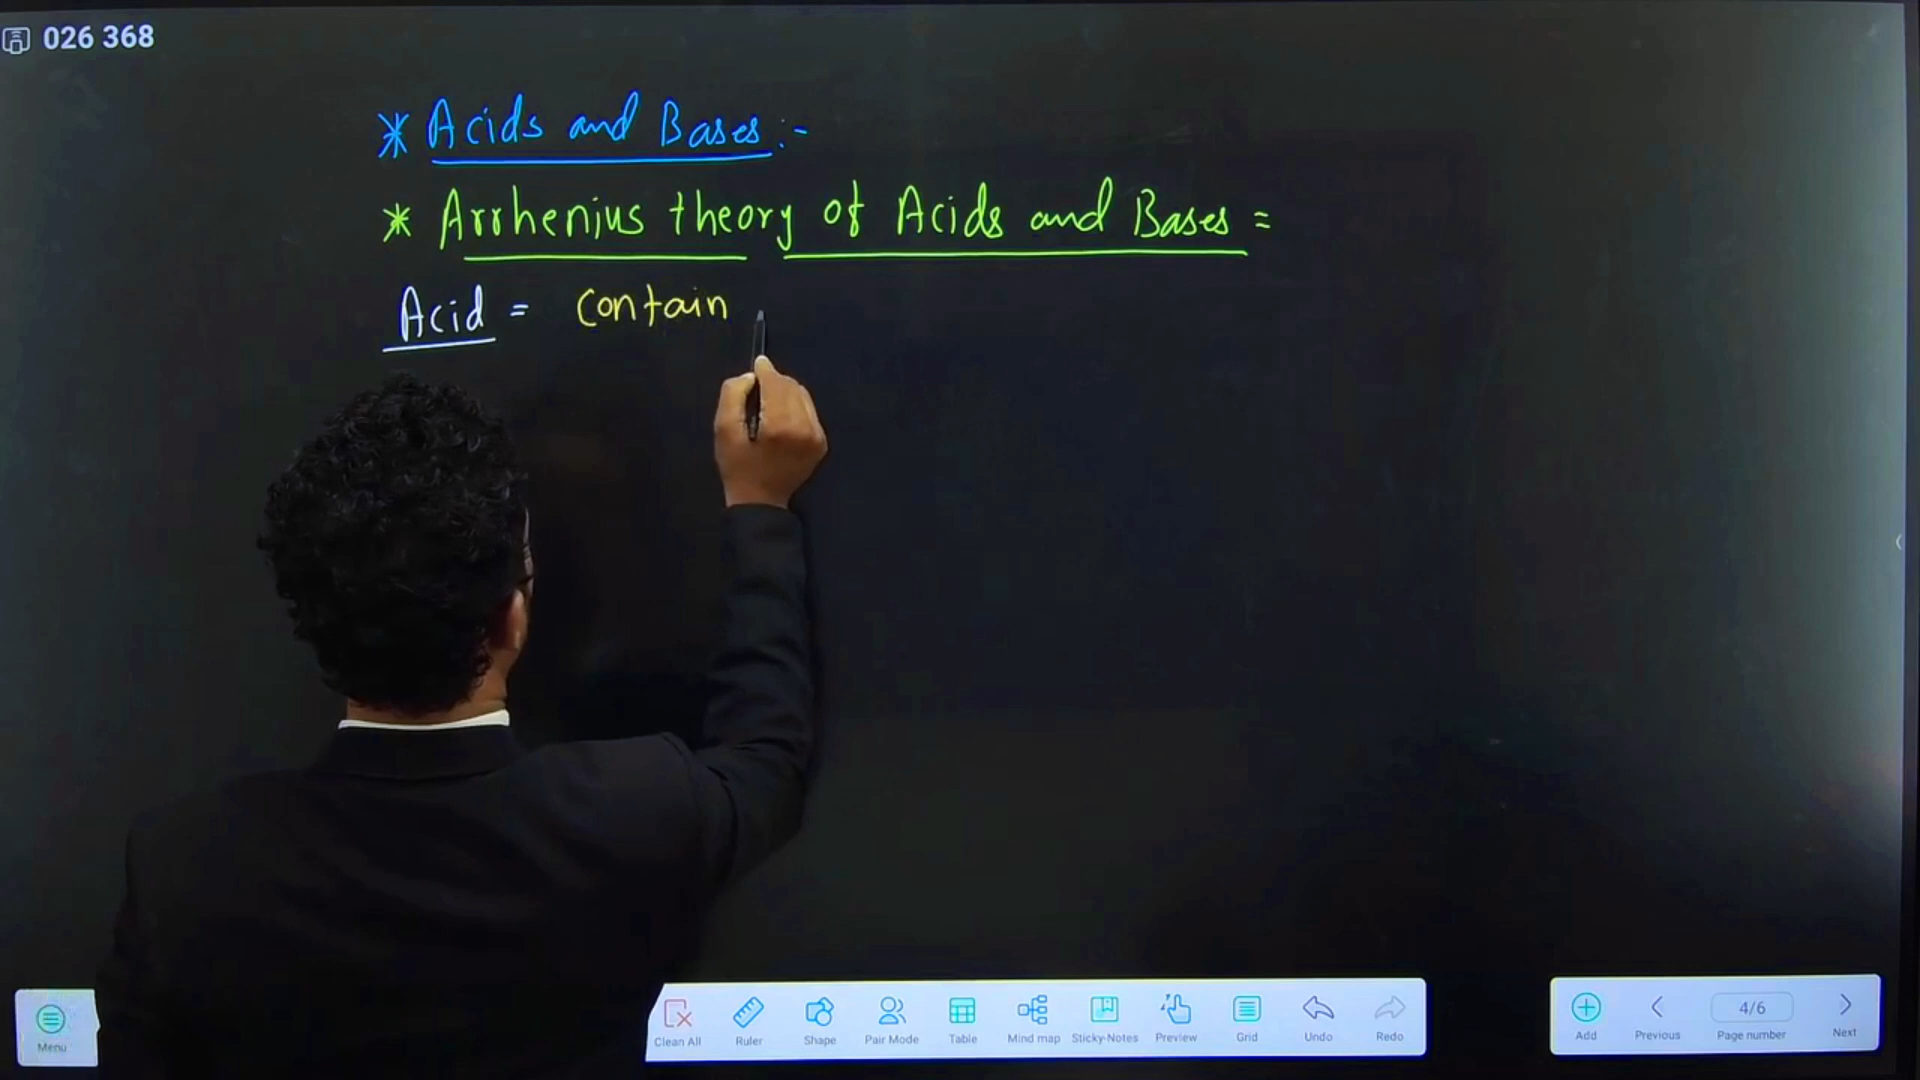 026 368
* Acids and Bases:-
* Arrhenius theory of Acids and Bases =
Acid = contain
Menu
Clean All
Ruler
Shape
Pair Mode
Table
Mind map
Sticky-Notes
Preview
Grid
Undo
Redo
Add
Previous
4/6
Page number
Next